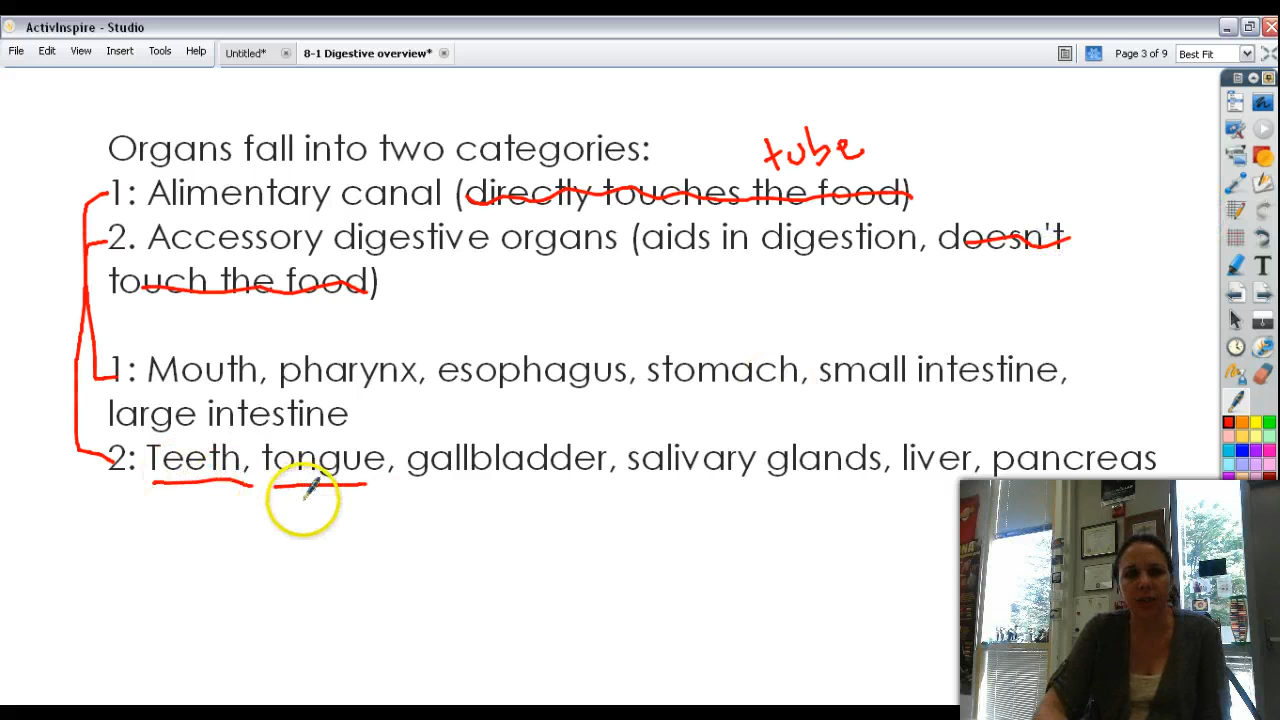 ActivInspire - Studio
File Edit View Insert Tools Help
Untitled*
8-1 Digestive overview*
Page 3 of 9
Best Fit
Organs fall into two categories:
tube
1: Alimentary canal (directly touches the food)
2. Accessory digestive organs (aids in digestion, doesn't
touch the food)
1: Mouth, pharynx, esophagus, stomach, small intestine,
large intestine
2: Teeth, tongue, gallbladder, salivary glands, liver, pancreas